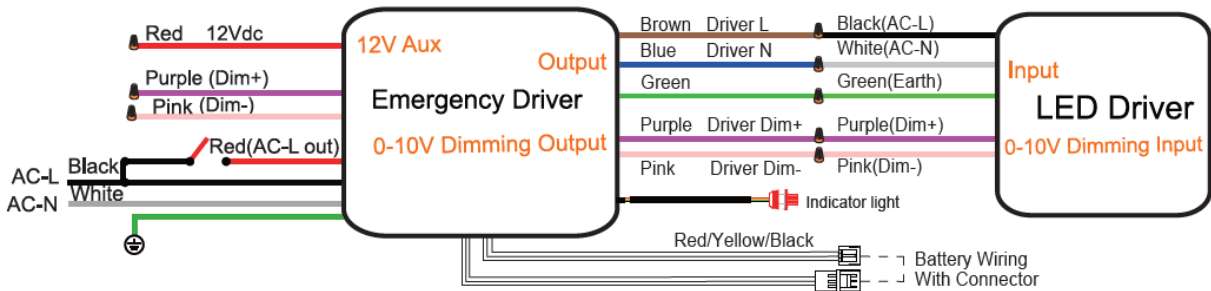 Red 12Vdc
Purple (Dim+)
Pink (Dim-)
Red(AC-L out)
Black
AC-L
White
AC-N
12V Aux
Output
Emergency Driver
0-10V Dimming Output
Brown Driver L
Black(AC-L)
Blue Driver N
White(AC-N)
Green
Green(Earth)
Purple Driver Dim+
Purple(Dim+)
Pink Driver Dim-
Pink(Dim-)
Indicator light
Input
LED Driver
0-10V Dimming Input
Red/Yellow/Black
Battery Wiring
With Connector